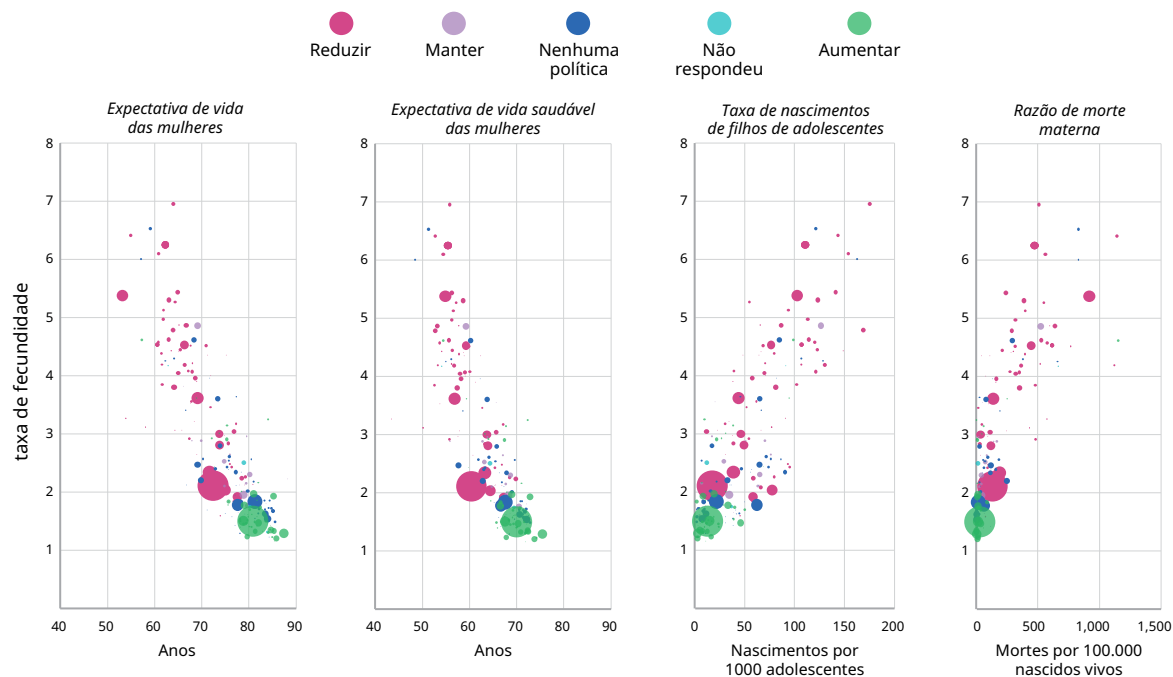 Reduzir
Manter
Nenhuma
política
Não
respondeu
Aumentar
Expectativa de vida
das mulheres
Expectativa de vida saudável
das mulheres
Taxa de nascimentos
de filhos de adolescentes
Razão de morte
materna
taxa de fecundidade
8
7
6
5
4
3
2
1
40 50 60 70 80 90
Anos
8
7
6
5
4
3
2
1
40 50 60 70 80 90
Anos
8
7
6
5
4
3
2
1
0 50 100 150 200
Nascimentos por
1000 adolescentes
8
7
6
5
4
3
2
1
0 500 1,000 1,500
Mortes por 100.000
nascidos vivos